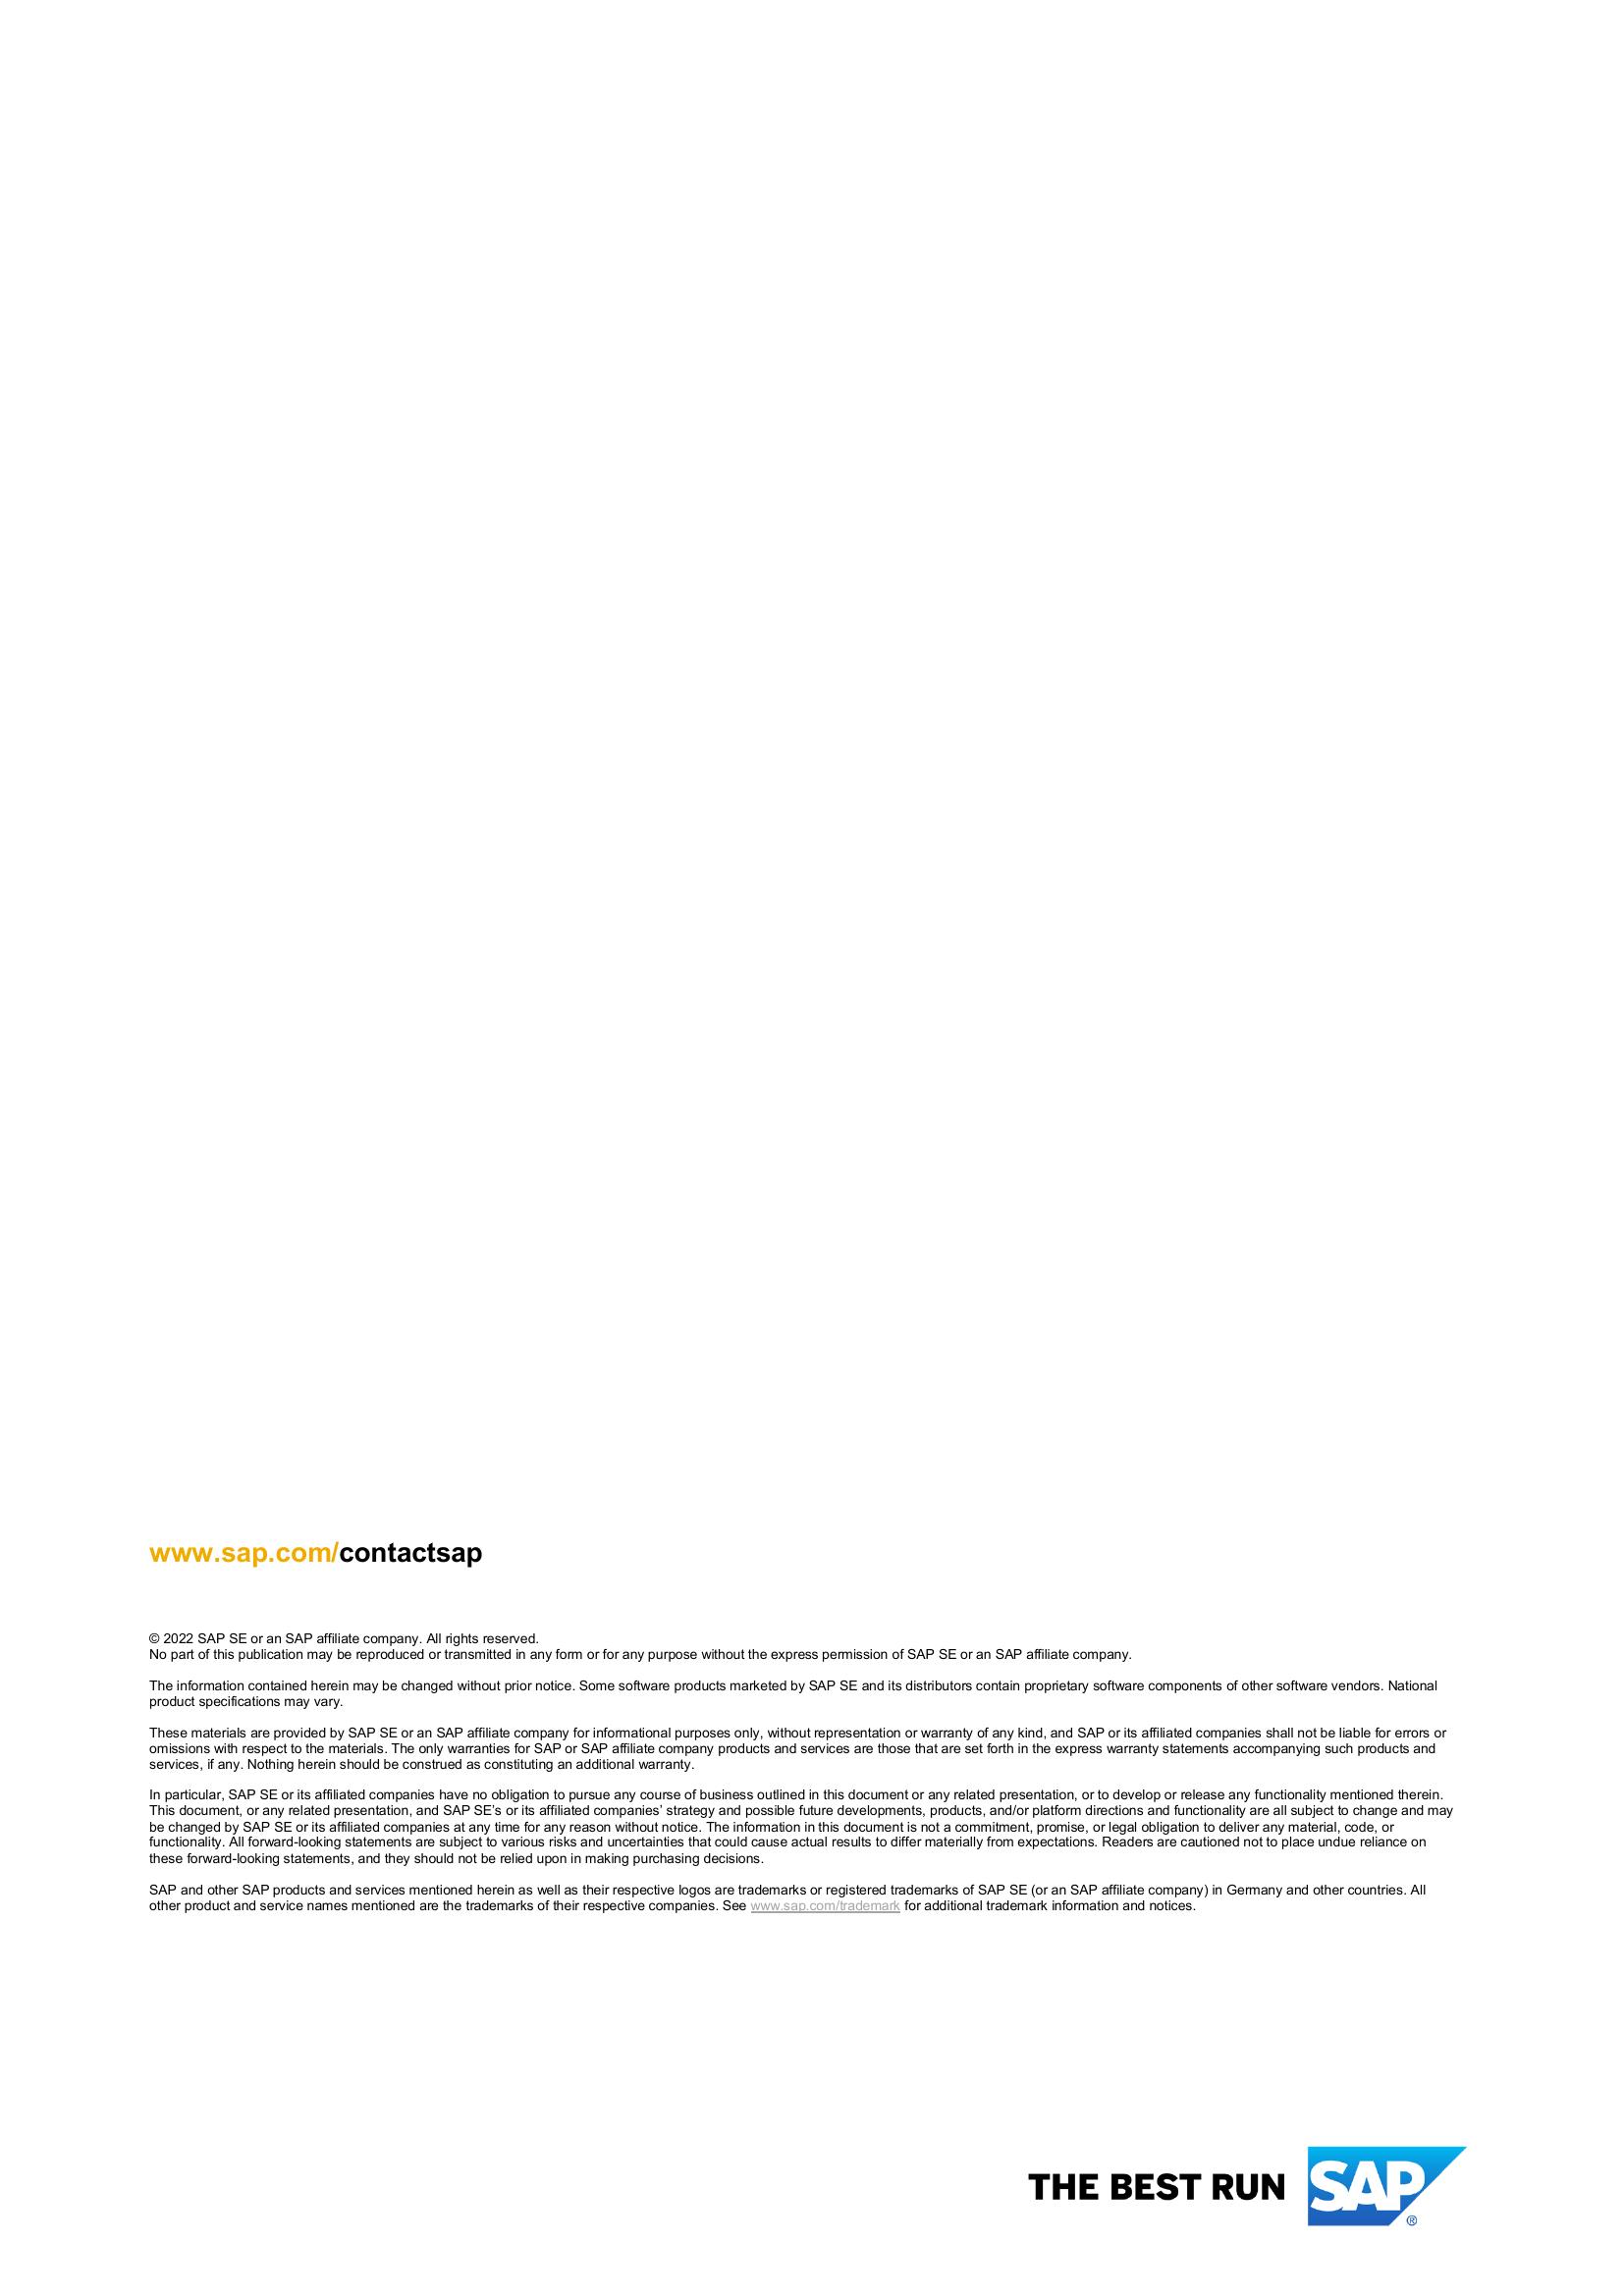 www.sap.com/contactsap
© 2022 SAP SE or an SAP affiliate company. All rights reserved.
No part of this publication may be reproduced or transmitted in any form or for any purpose without the express permission of SAP SE or an SAP affiliate company.
The information contained herein may be changed without prior notice. Some software products marketed by SAP SE and its distributors contain proprietary software components of other software vendors. National
product specifications may vary.
These materials are provided by SAP SE or an SAP affiliate company for informational purposes only, without representation or warranty of any kind, and SAP or its affiliated companies shall not be liable for errors or
omissions with respect to the materials. The only warranties for SAP or SAP affiliate company products and services are those that are set forth in the express warranty statements accompanying such products and
services, if any. Nothing herein should be construed as constituting an additional warranty.
In particular, SAP SE or its affiliated companies have no obligation to pursue any course of business outlined in this document or any related presentation, or to develop or release any functionality mentioned therein.
This document, or any related presentation, and SAP SE’s or its affiliated companies’ strategy and possible future developments, products, and/or platform directions and functionality are all subject to change and may
be changed by SAP SE or its affiliated companies at any time for any reason without notice. The information in this document is not a commitment, promise, or legal obligation to deliver any material, code, or
functionality. All forward-looking statements are subject to various risks and uncertainties that could cause actual results to differ materially from expectations. Readers are cautioned not to place undue reliance on
these forward-looking statements, and they should not be relied upon in making purchasing decisions.
SAP and other SAP products and services mentioned herein as well as their respective logos are trademarks or registered trademarks of SAP SE (or an SAP affiliate company) in Germany and other countries. All
other product and service names mentioned are the trademarks of their respective companies. See www.sap.com/trademark for additional trademark information and notices.
THE BEST RUN SAP®